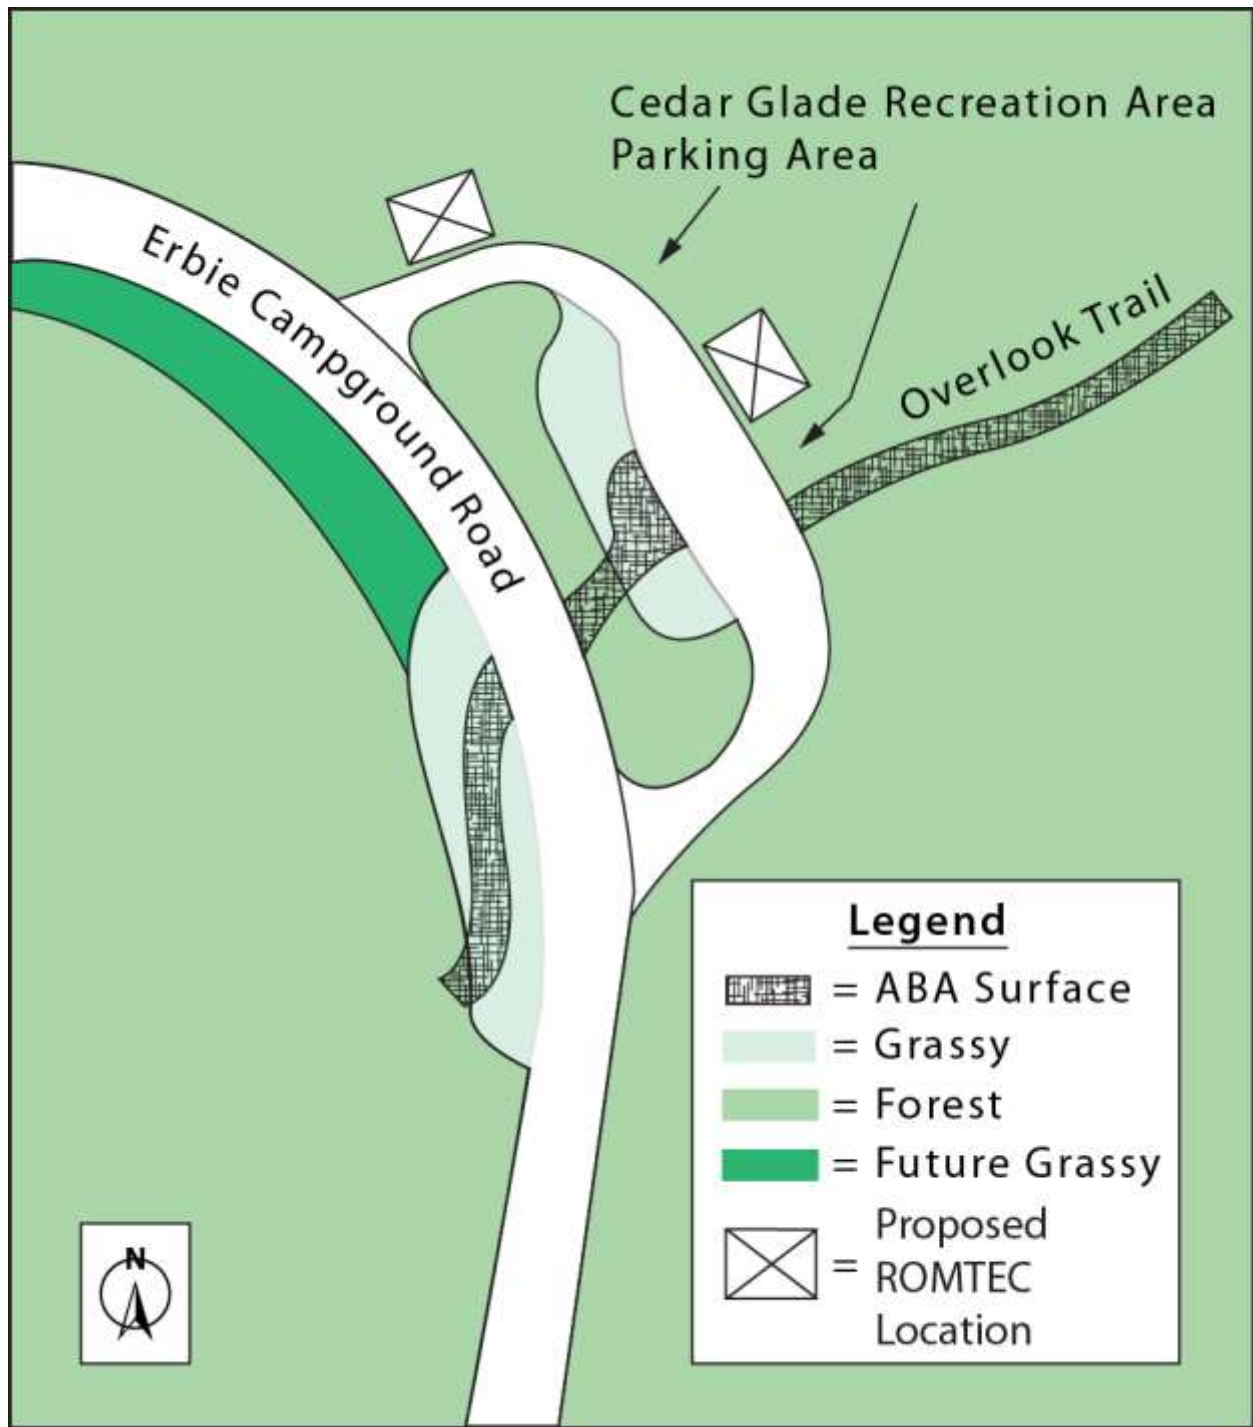 Cedar Glade Recreation Area
Parking Area
Erbie Campground Road
Overlook Trail
Legend
= ABA Surface
= Grassy
= Forest
= Future Grassy
= Proposed
ROMTEC
Location
N